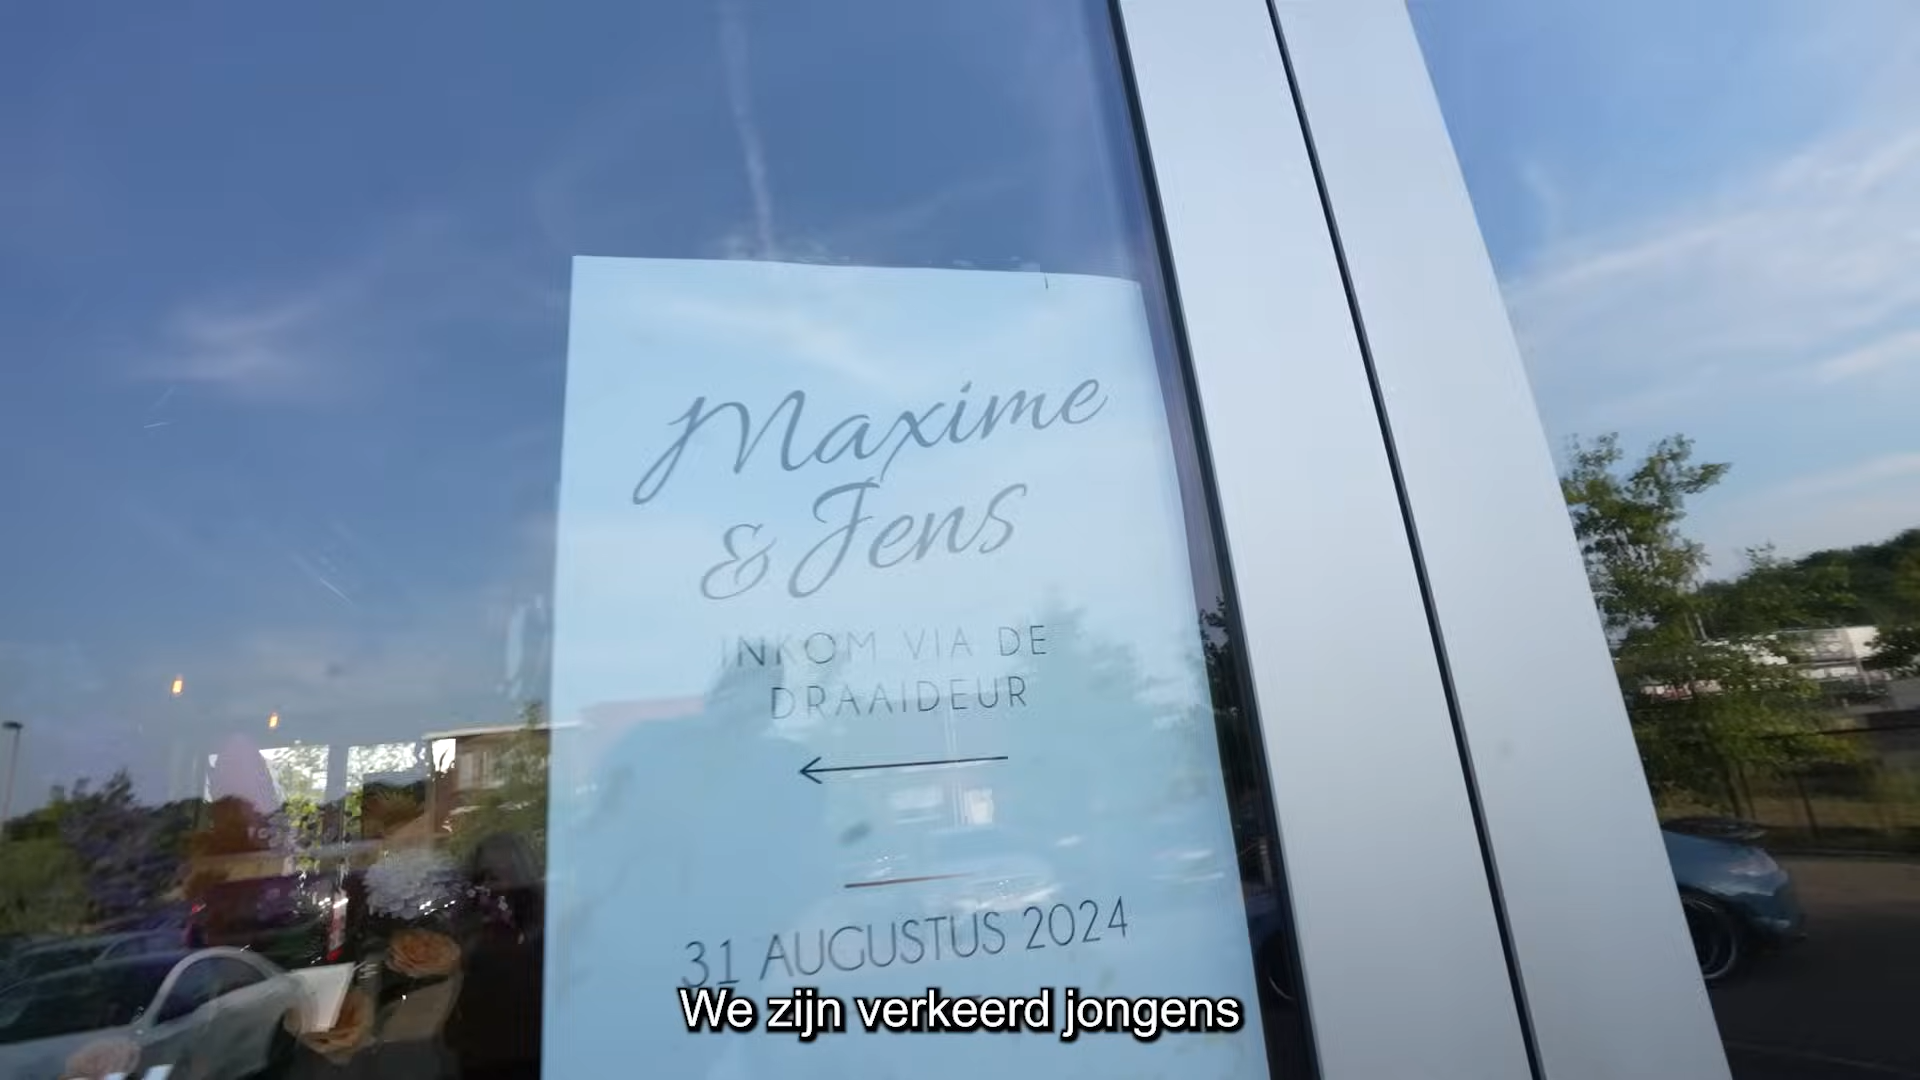 Maxime
& Jens
INKOM VIA DE
DRAAIDEUR
31 AUGUSTUS 2024
We zijn verkeerd jongens